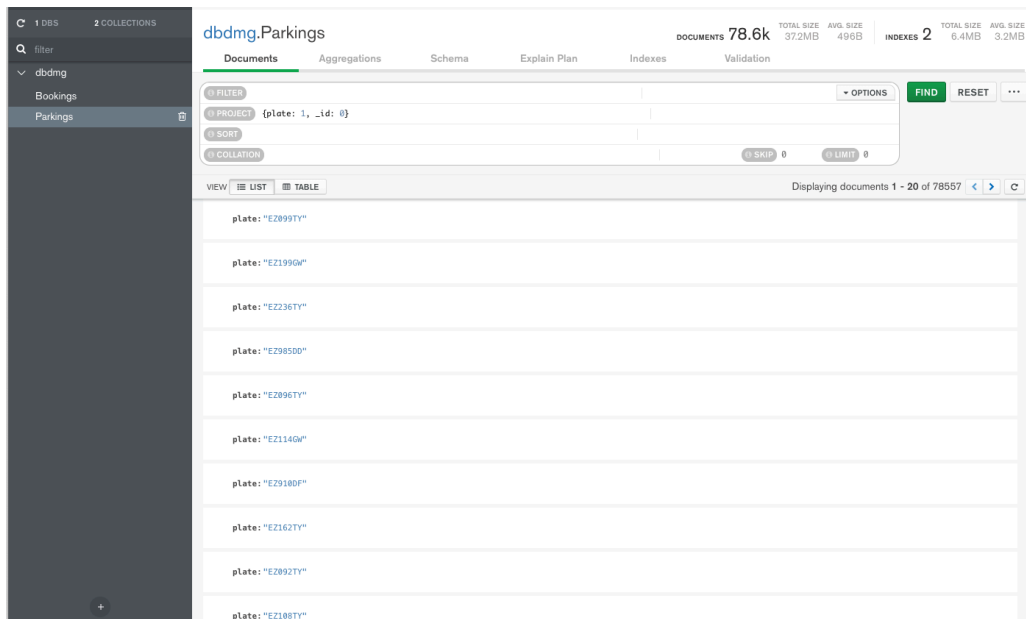 1 DBS 2 COLLECTIONS
filter
dbdmg
Bookings
Parkings
dbdmg.Parkings
DOCUMENTS 78.6k TOTAL SIZE 37.2MB AVG. SIZE 496B INDEXES 2 TOTAL SIZE 6.4MB AVG. SIZE 3.2MB
Documents Aggregations Schema Explain Plan Indexes Validation
FILTER OPTIONS FIND RESET ...
PROJECT {plate: 1, _id: 0}
SORT
COLLATION SKIP 0 LIMIT 0
VIEW LIST TABLE Displaying documents 1 - 20 of 78557
plate: "EZ099TY"
plate: "EZ199GW"
plate: "EZ236TY"
plate: "EZ985DD"
plate: "EZ096TY"
plate: "EZ114GW"
plate: "EZ910DF"
plate: "EZ162TY"
plate: "EZ092TY"
plate: "EZ108TY"